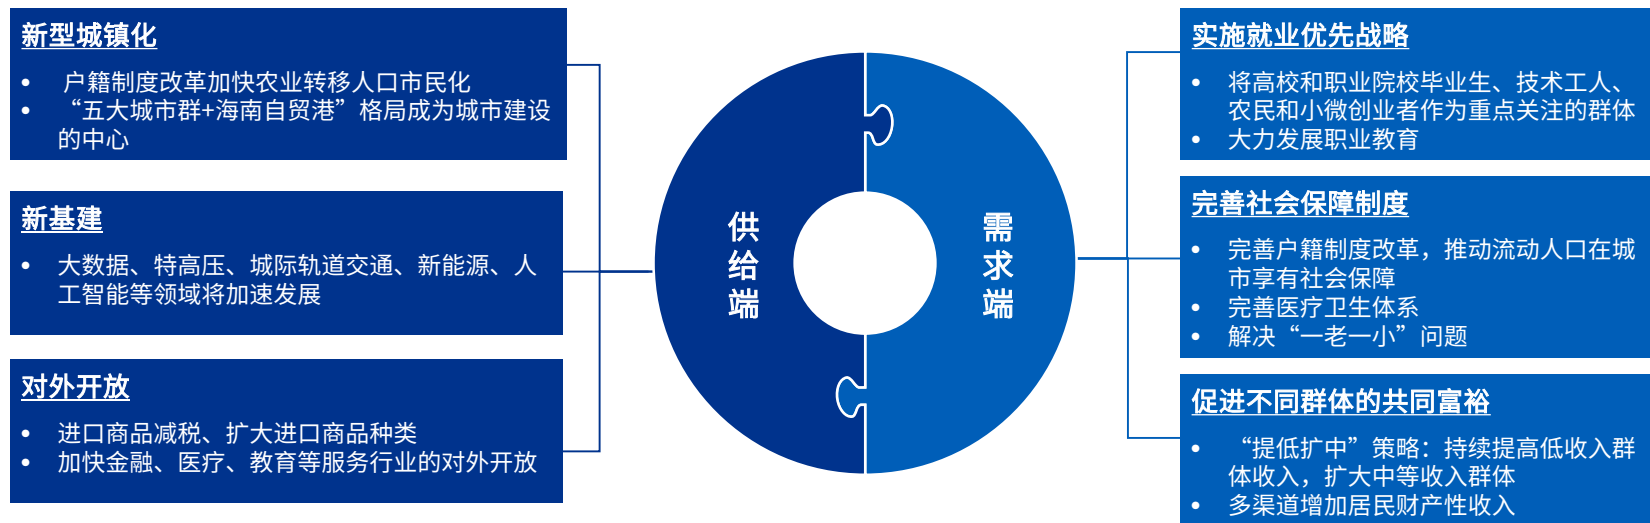 新型城镇化
• 户籍制度改革加快农业转移人口市民化
• “五大城市群+海南自贸港”格局成为城市建设
的中心
新基建
• 大数据、特高压、城际轨道交通、新能源、人
工智能等领域将加速发展
对外开放
• 进口商品减税、扩大进口商品种类
• 加快金融、医疗、教育等服务行业的对外开放
供
给
端
需
求
端
实施就业优先战略
• 将高校和职业院校毕业生、技术工人、
农民和小微创业者作为重点关注的群体
• 大力发展职业教育
完善社会保障制度
• 完善户籍制度改革，推动流动人口在城
市享有社会保障
• 完善医疗卫生体系
• 解决“一老一小”问题
促进不同群体的共同富裕
• “提低扩中”策略：持续提高低收入群
体收入，扩大中等收入群体
• 多渠道增加居民财产性收入